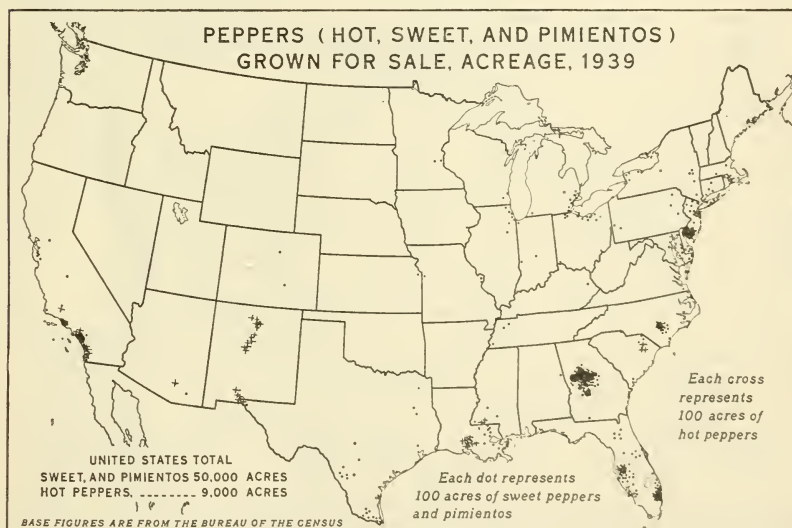 PEPPERS (HOT, SWEET, AND PIMIENTOS)
GROWN FOR SALE, ACREAGE, 1939
Each cross
represents
100 acres of
hot peppers
UNITED STATES TOTAL
SWEET, AND PIMIENTOS 50,000 ACRES
HOT PEPPERS, -------- 9,000 ACRES
Each dot represents
100 acres of sweet peppers
and pimientos
BASE FIGURES ARE FROM THE BUREAU OF THE CENSUS